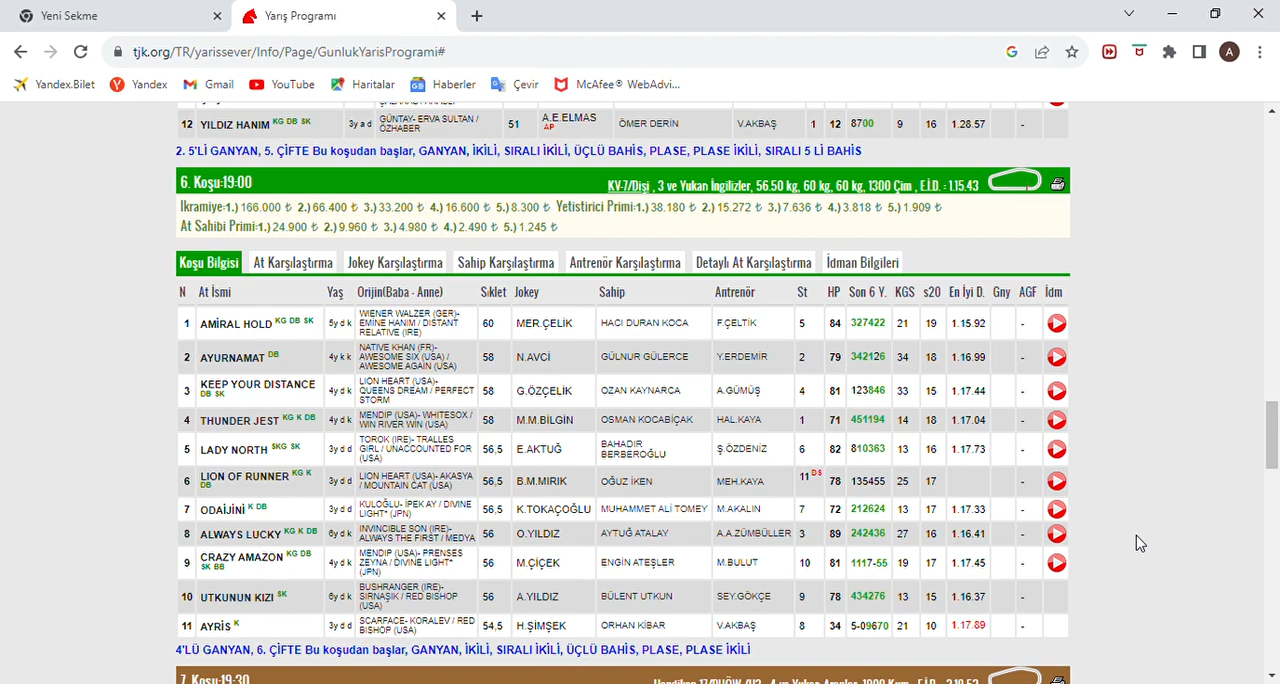 Yeni Sekme
Yarış Programı
tjk.org/TR/yarissever/Info/Page/GunlukYarisProgrami#
A
Yandex.Bilet Yandex Gmail YouTube Haritalar Haberler Çevir McAfee® WebAdvi...
12 YILDIZ HANIM KG DB SK 3y a d GÜNTAY- ERVA SULTAN / ÖZHABER 51 A.E.ELMAS AP ÖMER DERİN V.AKBAŞ 1 12 8700 9 16 1.28.57 -
2. 5'Lİ GANYAN, 5. ÇİFTE Bu koşudan başlar, GANYAN, İKİLİ, SIRALI İKİLİ, ÜÇLÜ BAHİS, PLASE, PLASE İKİLİ, SIRALI 5 Lİ BAHİS
6. Koşu:19:00 KV-7/Dişi , 3 ve Yukarı İngilizler, 56.50 kg, 60 kg, 60 kg, 1300 Çim , E.İ.D. : 1.15.43
Ikramiye:1.) 166.000 ₺ 2.) 66.400 ₺ 3.) 33.200 ₺ 4.) 16.600 ₺ 5.) 8.300 ₺ Yetistirici Primi:1.) 38.180 ₺ 2.) 15.272 ₺ 3.) 7.636 ₺ 4.) 3.818 ₺ 5.) 1.909 ₺
At Sahibi Primi:1.) 24.900 ₺ 2.) 9.960 ₺ 3.) 4.980 ₺ 4.) 2.490 ₺ 5.) 1.245 ₺
Koşu Bilgisi At Karşılaştırma Jokey Karşılaştırma Sahip Karşılaştırma Antrenör Karşılaştırma Detaylı At Karşılaştırma İdman Bilgileri
N At İsmi Yaş Orijin(Baba - Anne) Sıklet Jokey Sahip Antrenör St HP Son 6 Y. KGS s20 En İyi D. Gny AGF İdm
1 AMİRAL HOLD KG DB SK 5y d k WIENER WALZER (GER)- EMİNE HANIM / DISTANT RELATIVE (IRE) 60 MER.ÇELİK HACI DURAN KOCA F.ÇELTİK 5 84 327422 21 19 1.15.92 -
2 AYURNAMAT DB 4y k k NATIVE KHAN (FR)- AWESOME SIX (USA) / AWESOME AGAIN (USA) 58 N.AVCİ GÜLNUR GÜLERCE Y.ERDEMİR 2 79 342126 34 18 1.16.99 -
3 KEEP YOUR DISTANCE DB SK 4y d k LION HEART (USA)- QUEENS DREAM / PERFECT STORM 58 G.ÖZÇELİK OZAN KAYNARCA A.GÜMÜŞ 4 81 123846 33 15 1.17.44 -
4 THUNDER JEST KG K DB 4y d k MENDIP (USA)- WHITESOX / WIN RIVER WIN (USA) 58 M.M.BİLGİN OSMAN KOCABIÇAK HAL.KAYA 1 71 451194 14 18 1.17.04 -
5 LADY NORTH SKG SK 3y d d TOROK (IRE)- TRALLES GIRL / UNACCOUNTED FOR (USA) 56,5 E.AKTUĞ BAHADIR BERBEROĞLU Ş.ÖZDENİZ 6 82 810363 13 16 1.17.73 -
6 LION OF RUNNER KG K DB 3y d d LION HEART (USA)- AKASYA / MOUNTAIN CAT (USA) 56,5 B.M.MIRIK OĞUZ İKEN MEH.KAYA 11 DS 78 135455 25 17 -
7 ODAİJİNİ K DB 3y d d KULOĞLU- İPEK AY / DIVINE LIGHT* (JPN) 56,5 K.TOKAÇOĞLU MUHAMMET ALİ TOMEY M.AKALIN 7 72 212624 13 17 1.17.33 -
8 ALWAYS LUCKY KG K DB 6y d k INVINCIBLE SON (IRE)- ALWAYS THE FIRST / MEDYA 56 O.YILDIZ AYTUĞ ATALAY A.A.ZÜMBÜLLER 3 89 242436 27 16 1.16.41 -
9 CRAZY AMAZON KG DB SK BB 4y d k MENDIP (USA)- PRENSES ZEYNA / DIVINE LIGHT* (JPN) 56 M.ÇİÇEK ENGİN ATEŞLER M.BULUT 10 81 1117-55 19 17 1.17.45 -
10 UTKUNUN KIZI SK 6y d k BUSHRANGER (IRE)- SIRNAŞIK / RED BISHOP (USA) 56 A.YILDIZ BÜLENT UTKUN SEY.GÖKÇE 9 78 434276 13 15 1.16.37 -
11 AYRİS K 3y d d SCARFACE- KORALEV / RED BISHOP (USA) 54,5 H.ŞİMŞEK ORHAN KİBAR V.AKBAŞ 8 34 5-09670 21 10 1.17.89 -
4'LÜ GANYAN, 6. ÇİFTE Bu koşudan başlar, GANYAN, İKİLİ, SIRALI İKİLİ, ÜÇLÜ BAHİS, PLASE, PLASE İKİLİ
7. Koşu:19:30